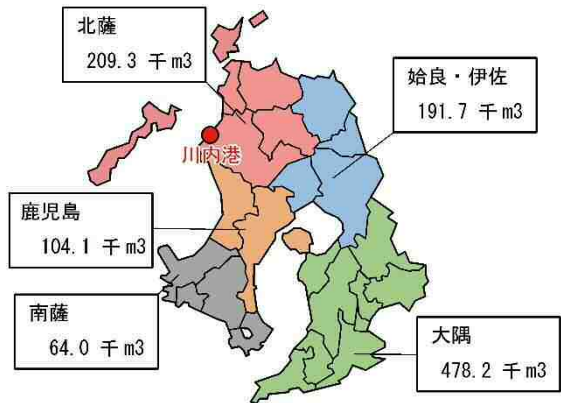 北薩
209.3 千m3
姶良・伊佐
191.7 千m3
川内港
鹿児島
104.1 千m3
南薩
64.0 千m3
大隅
478.2 千m3